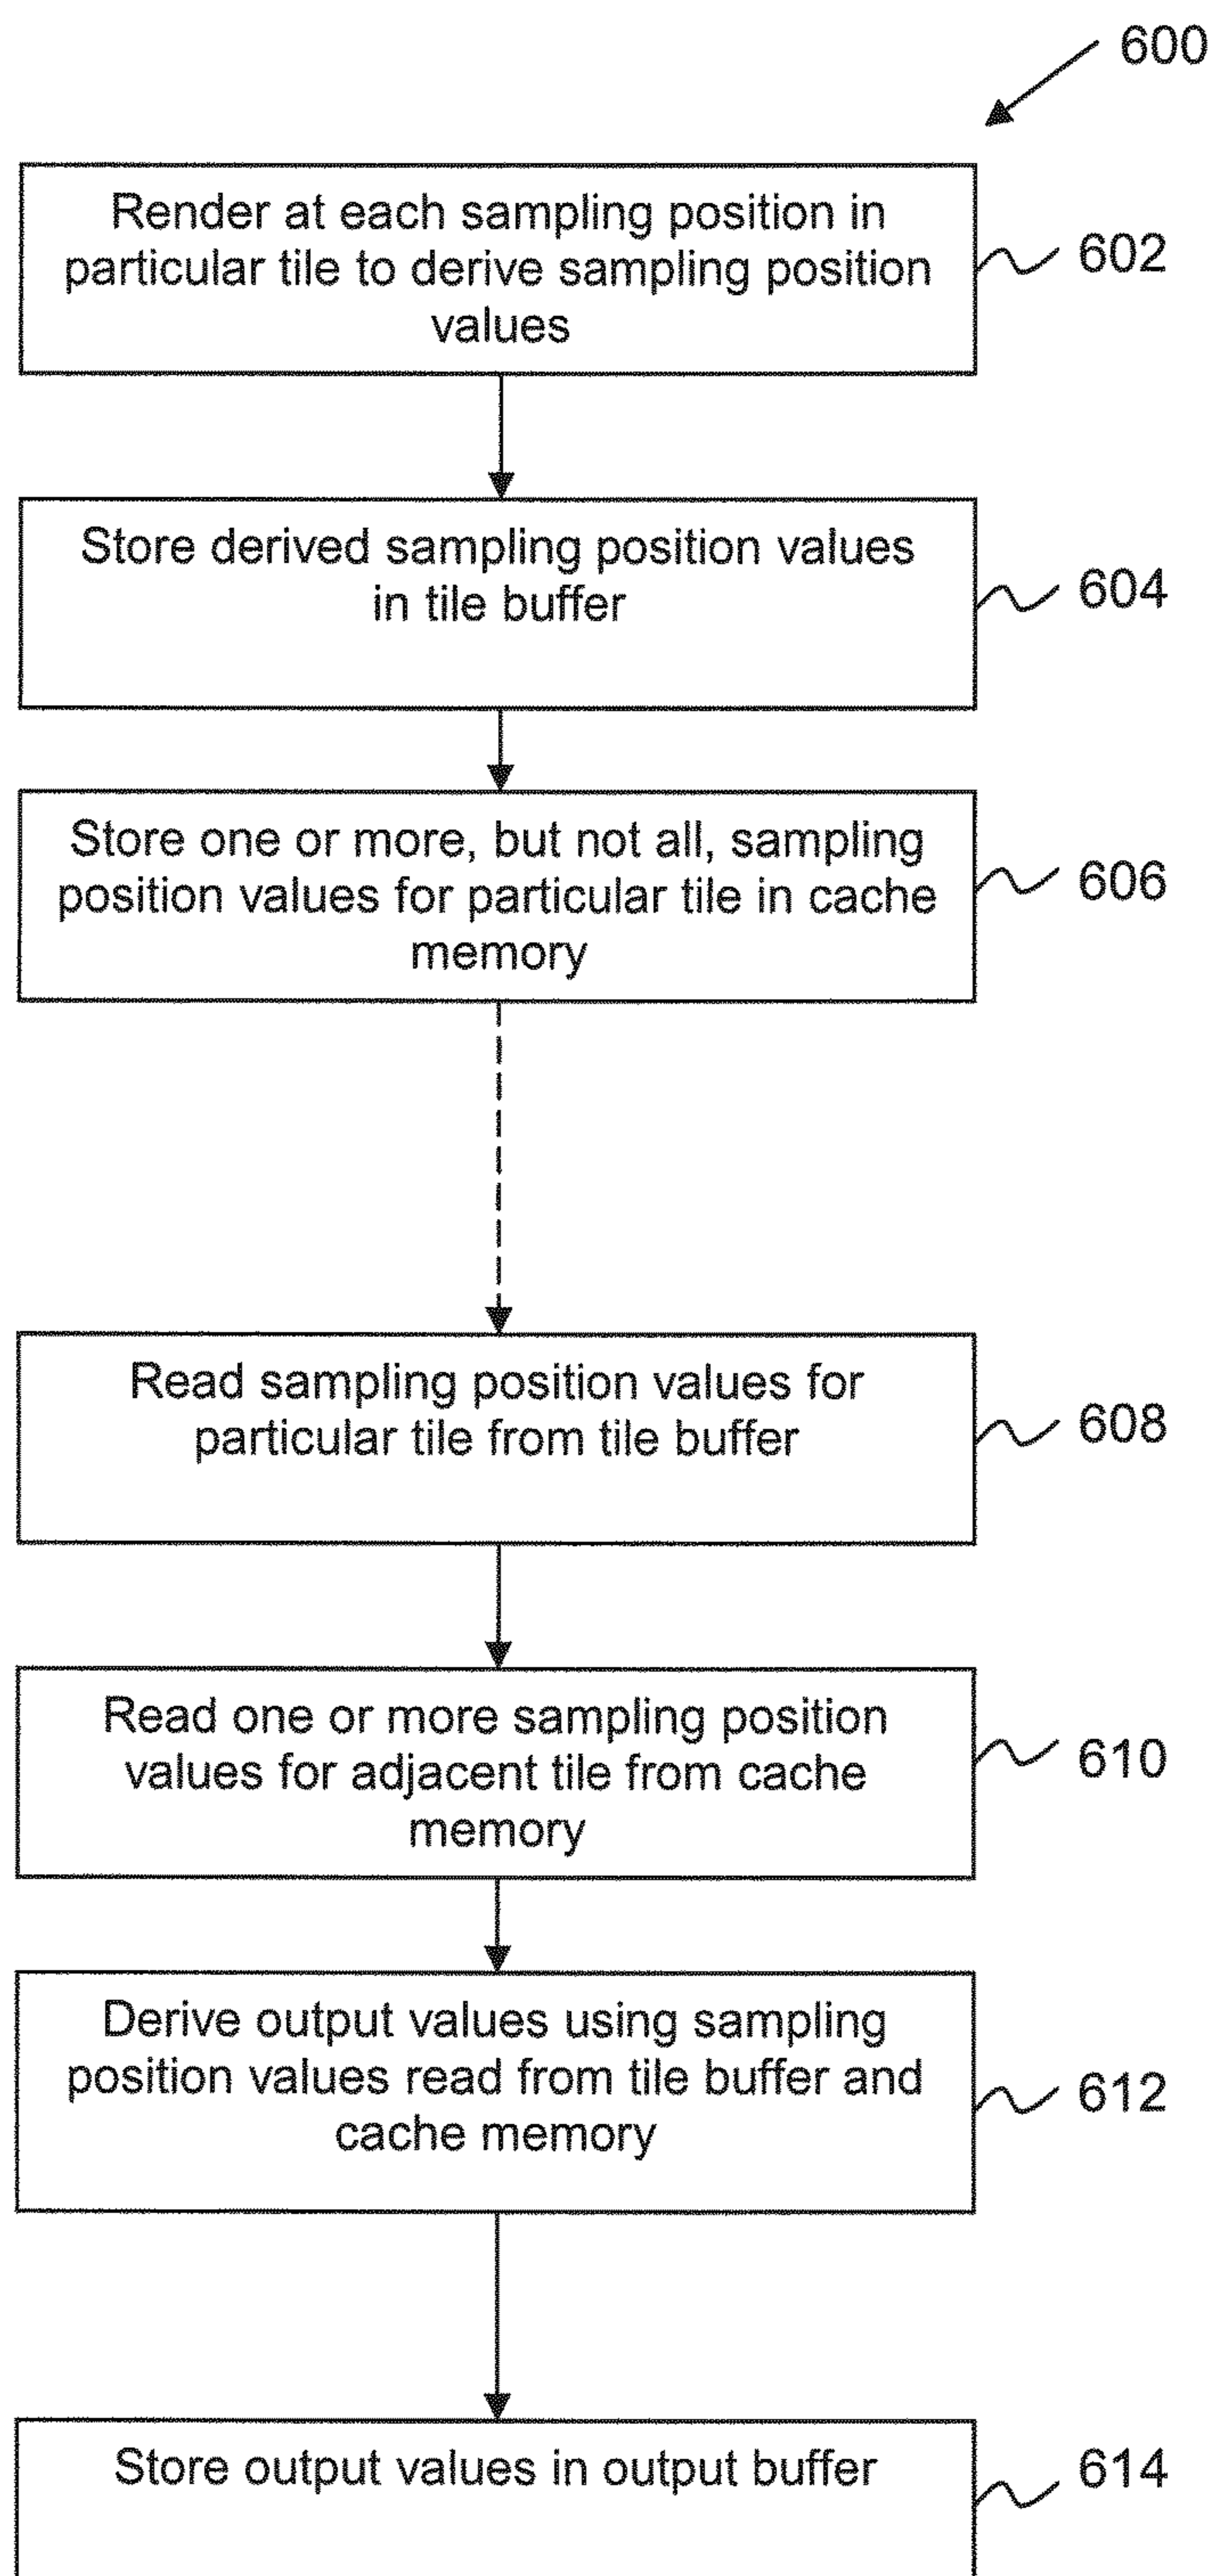 600
Render at each sampling position in
particular tile to derive sampling position
values
602
Store derived sampling position values
in tile buffer
604
Store one or more, but not all, sampling
position values for particular tile in cache
memory
606
Read sampling position values for
particular tile from tile buffer
608
Read one or more sampling position
values for adjacent tile from cache
memory
610
Derive output values using sampling
position values read from tile buffer and
cache memory
612
Store output values in output buffer
614